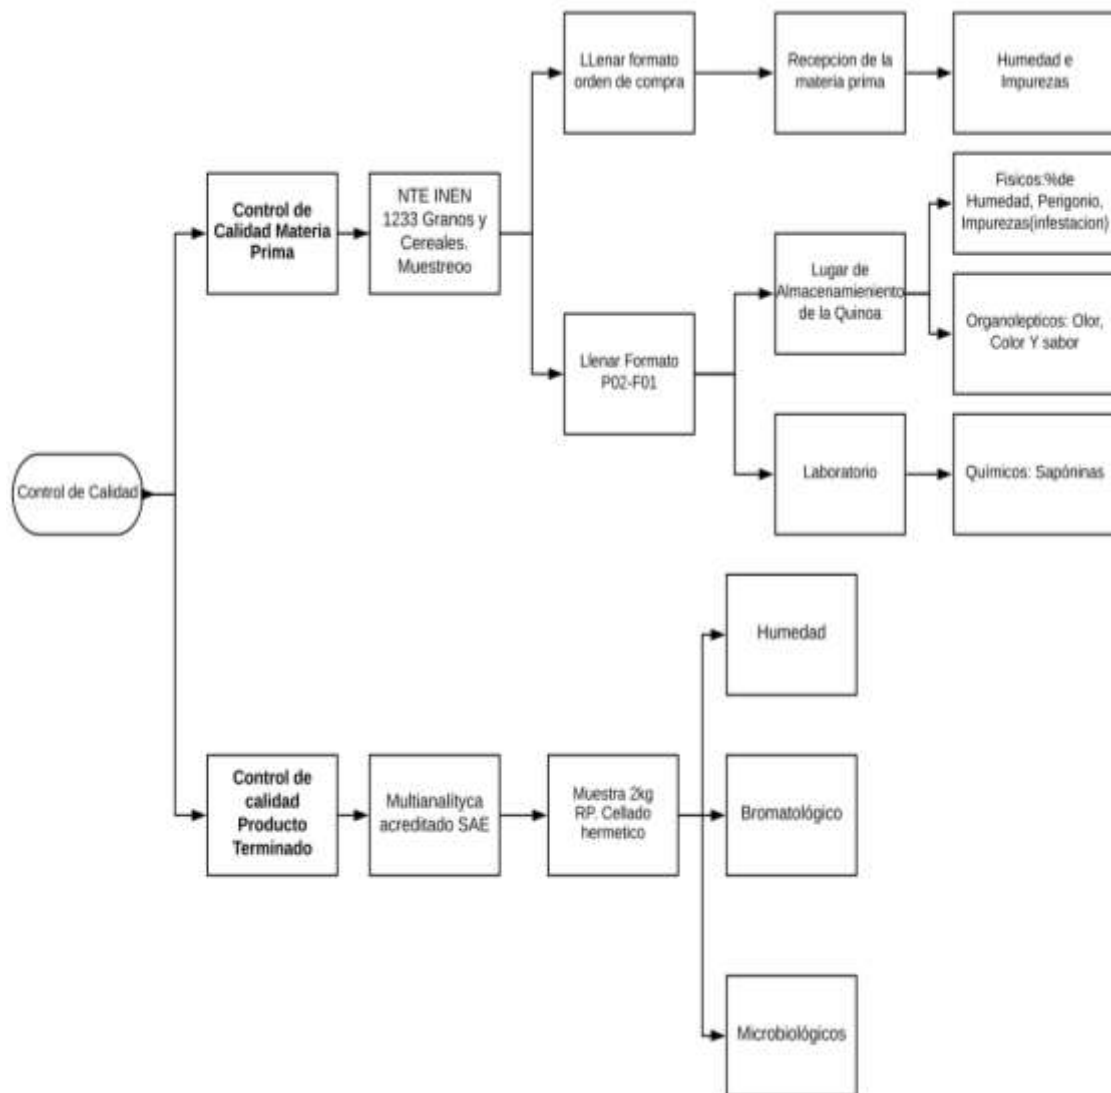 LLenar formato
orden de compra
Recepcion de la
materia prima
Humedad e
Impurezas
Control de
Calidad Materia
Prima
NTE INEN
1233 Granos y
Cereales.
Muestreoo
Fisicos:%de
Humedad, Perigonio,
Impurezas(infestacion)
Lugar de
Almacenamieniento
de la Quinoa
Organolepticos: Olor,
Color Y sabor
Llenar Formato
P02-F01
Laboratorio
Químicos: Sapóninas
Control de Calidad
Humedad
Control de
calidad
Producto
Terminado
Multianalítyca
acreditado SAE
Muestra 2kg
RP. Cellado
hermetico
Bromatológico
Microbiológicos